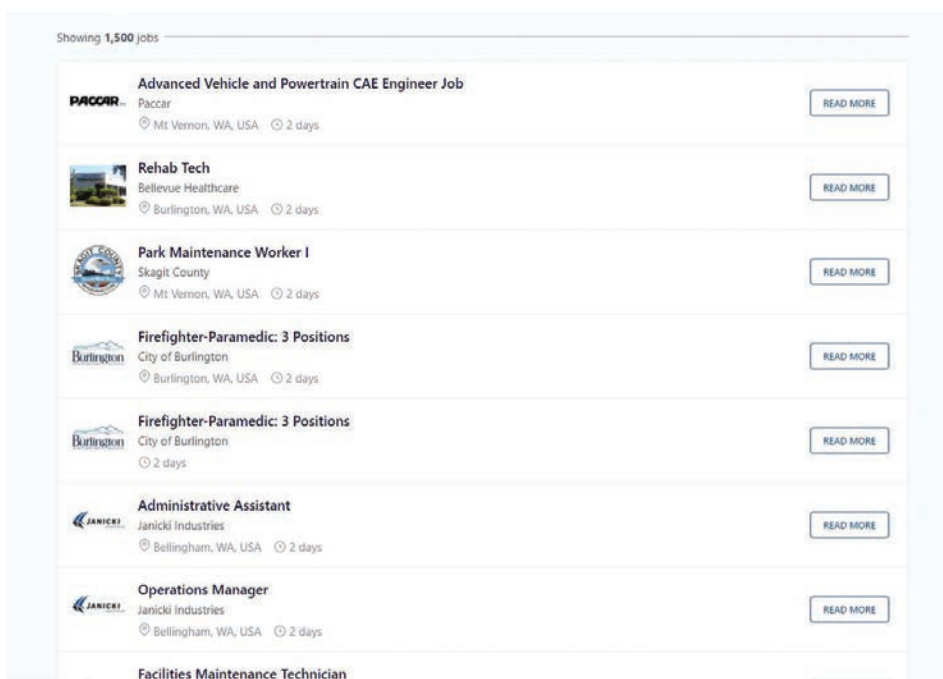 Showing 1,500 jobs
PACCAR
Advanced Vehicle and Powertrain CAE Engineer Job
Paccar
Mt Vernon, WA, USA 2 days
READ MORE
Rehab Tech
Bellevue Healthcare
Burlington, WA, USA 2 days
READ MORE
SKAGIT COUNTY
Park Maintenance Worker I
Skagit County
Mt Vernon, WA, USA 2 days
READ MORE
Burlington
Firefighter-Paramedic: 3 Positions
City of Burlington
Burlington, WA, USA 2 days
READ MORE
Burlington
Firefighter-Paramedic: 3 Positions
City of Burlington
2 days
READ MORE
JANICKI
Administrative Assistant
Janicki Industries
Bellingham, WA, USA 2 days
READ MORE
JANICKI
Operations Manager
Janicki Industries
Bellingham, WA, USA 2 days
READ MORE
Facilities Maintenance Technician